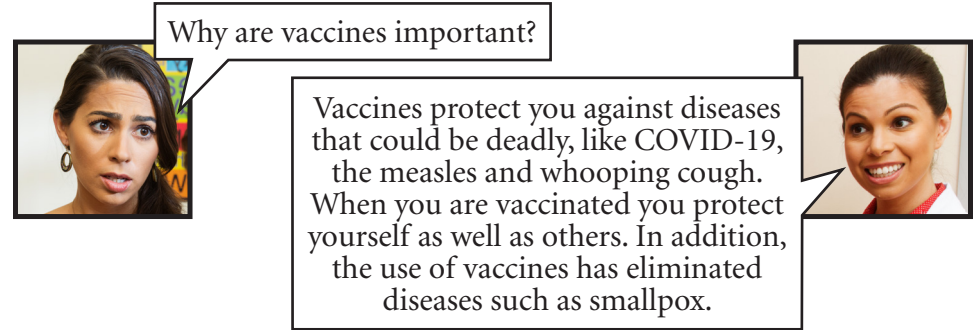 Why are vaccines important?
Vaccines protect you against diseases
that could be deadly, like COVID-19,
the measles and whooping cough.
When you are vaccinated you protect
yourself as well as others. In addition,
the use of vaccines has eliminated
diseases such as smallpox.